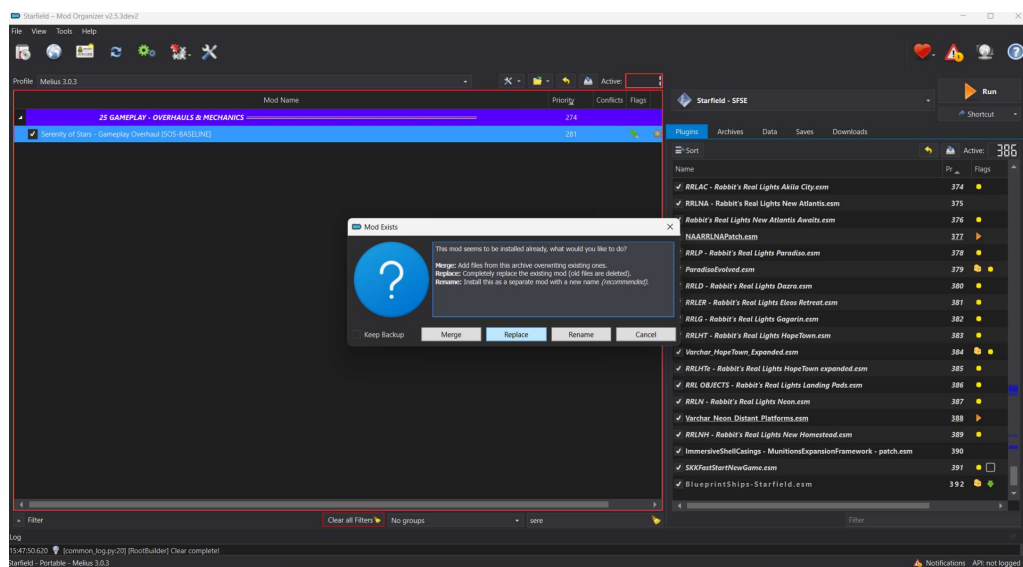 Starfield – Mod Organizer v2.5.3dev2
File View Tools Help
Profile Melius 3.0.3
Active:
Mod Name Priority Conflicts Flags
25 GAMEPLAY - OVERHAULS & MECHANICS 274
Serenity of Stars - Gameplay Overhaul [SOS-BASELINE] 281
Starfield - SFSE
Run
Shortcut
Plugins Archives Data Saves Downloads
Sort
Active: 386
Name Pr Flags
RRLAC - Rabbit's Real Lights Akila City.esm 374
RRLNA - Rabbit's Real Lights New Atlantis.esm 375
Rabbit's Real Lights New Atlantis Awaits.esm 376
NAARRLNAPatch.esm 377
RRLP - Rabbit's Real Lights Paradiso.esm 378
ParadisoEvolved.esm 379
RRLD - Rabbit's Real Lights Dazra.esm 380
RRLER - Rabbit's Real Lights Eleos Retreat.esm 381
RRLG - Rabbit's Real Lights Gagarin.esm 382
RRLHT - Rabbit's Real Lights HopeTown.esm 383
Varchar_HopeTown_Expanded.esm 384
RRLHTe - Rabbit's Real Lights HopeTown expanded.esm 385
RRL OBJECTS - Rabbit's Real Lights Landing Pads.esm 386
RRLN - Rabbit's Real Lights Neon.esm 387
Varchar_Neon_Distant_Platforms.esm 388
RRLNH - Rabbit's Real Lights New Homestead.esm 389
ImmersiveShellCasings - MunitionsExpansionFramework - patch.esm 390
SKKFastStartNewGame.esm 391
BlueprintShips-Starfield.esm 392
Mod Exists
This mod seems to be installed already, what would you like to do?
Merge: Add files from this archive overwriting existing ones.
Replace: Completely replace the existing mod (old files are deleted).
Rename: Install this as a separate mod with a new name (recommended).
Keep Backup Merge Replace Rename Cancel
» Filter Clear all Filters No groups sere
Filter
Log
15:47:50.620 [common_log.py:20] [RootBuilder] Clear complete!
Starfield - Portable - Melius 3.0.3
Notifications API: not logged